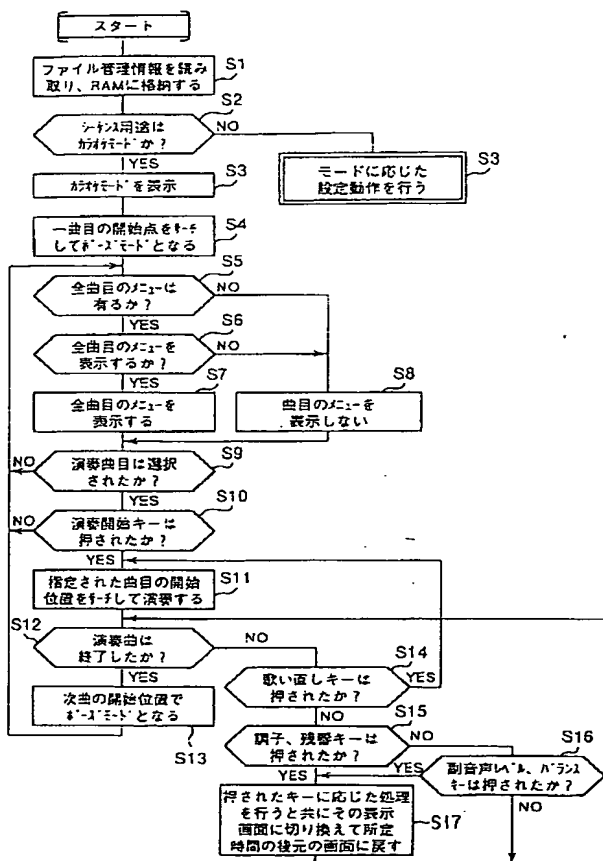 スタート
S1
ファイル管理情報を読み
取り、RAMに格納する
S2
シーケンス用途は
カラオケモードか?
NO
YES
S3
カラオケモードを表示
S3
モードに応じた
設定動作を行う
S4
一曲目の開始点をサーチ
してポーズモードとなる
S5
全曲目のメニューは
有るか?
NO
YES
S6
全曲目のメニューを
表示するか?
NO
YES
S7
全曲目のメニューを
表示する
S8
曲目のメニューを
表示しない
S9
NO
演奏曲目は選択
されたか?
YES
S10
NO
演奏開始キーは
押されたか?
YES
S11
指定された曲目の開始
位置をサーチして演奏する
S12
演奏曲は
終了したか?
NO
YES
S13
次曲の開始位置で
ポーズモードとなる
S14
歌い直しキーは
押されたか?
YES
NO
S15
調子、残響キーは
押されたか?
NO
YES
S16
副音声レベル、バランス
キーは押されたか?
YES
NO
S17
押されたキーに応じた処理
を行うと共にその表示
画面に切り換えて所定
時間の後元の画面に戻す